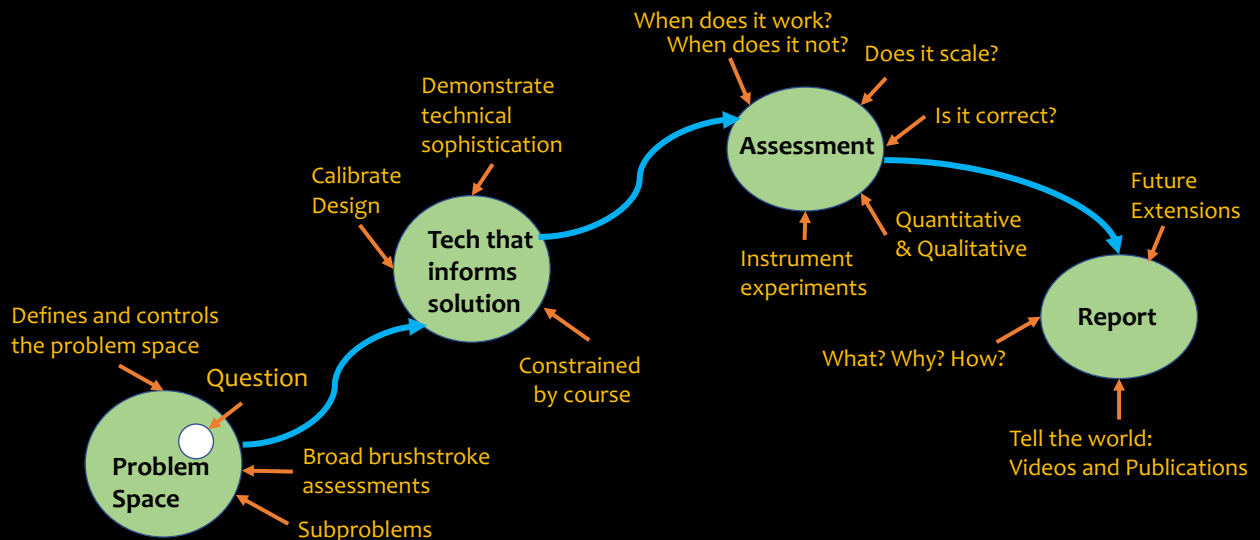 When does it work?
When does it not?
Does it scale?
Demonstrate
technical
sophistication
Is it correct?
Assessment
Calibrate
Design
Future
Extensions
Tech that
informs
solution
Quantitative
& Qualitative
Instrument
experiments
Defines and controls
the problem space
Report
What? Why? How?
Constrained
by course
Question
Tell the world:
Videos and Publications
Problem
Space
Broad brushstroke
assessments
Subproblems